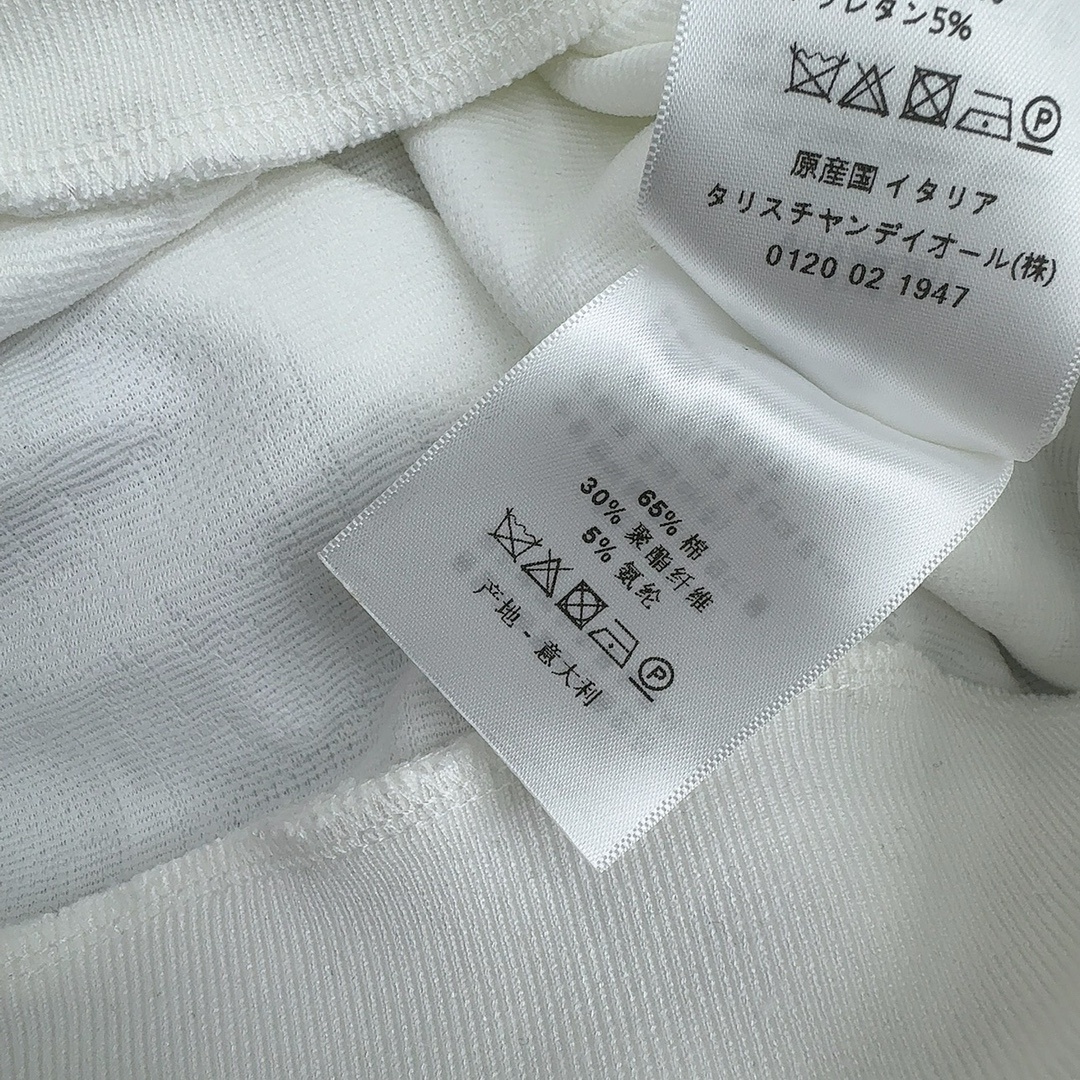 ウレタン5%
原産国 イタリア
タリスチャンディオール(株)
0120 02 1947
65% 棉
30% 聚酯纤维
5% 氨纶
产地 - 意大利